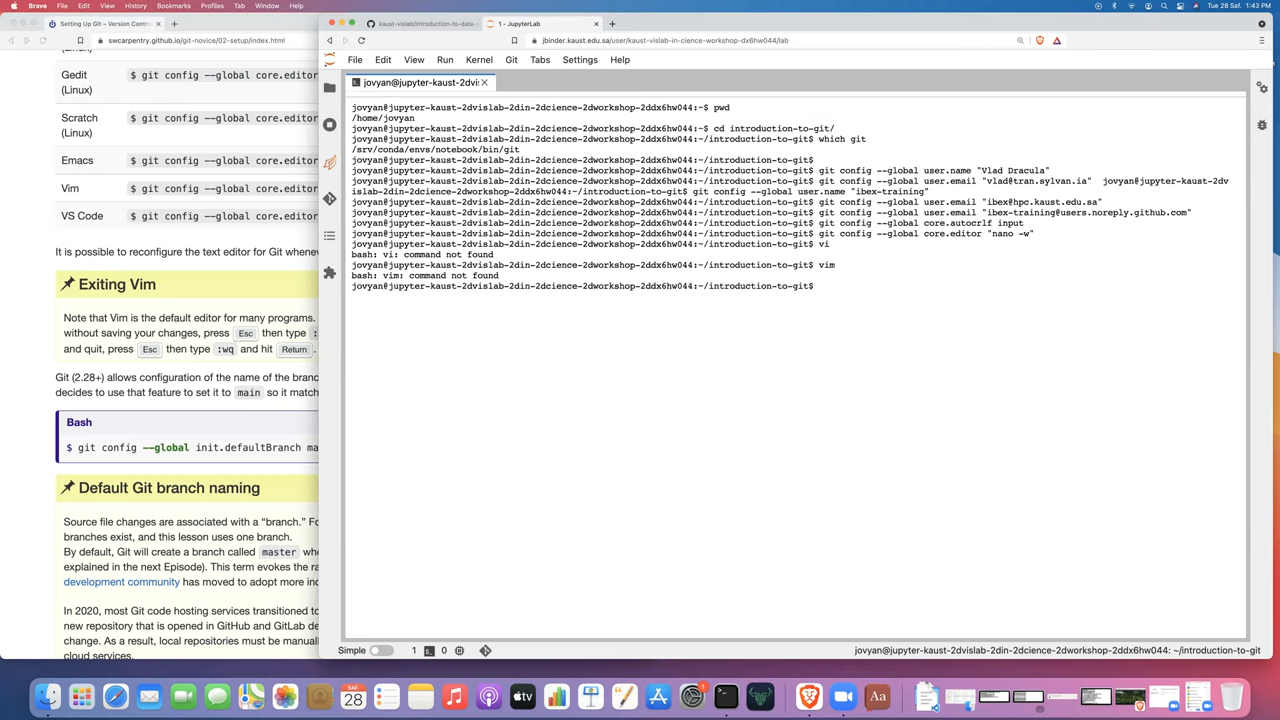 Brave File Edit View History Bookmarks Profiles Tab Window Help Tue 28 Saf. 1:43 PM
Setting Up Git – Version Contro
swcarpentry.github.io/git-novice/02-setup/index.html
(Linux)
Gedit $ git config --global core.editor
(Linux)
Scratch $ git config --global core.editor
(Linux)
Emacs $ git config --global core.editor
Vim $ git config --global core.editor
VS Code $ git config --global core.editor
It is possible to reconfigure the text editor for Git wheneve
Exiting Vim
Note that Vim is the default editor for many programs.
without saving your changes, press Esc then type :
and quit, press Esc then type :wq and hit Return .
Git (2.28+) allows configuration of the name of the branch
decides to use that feature to set it to main so it match
Bash
$ git config --global init.defaultBranch ma
Default Git branch naming
Source file changes are associated with a “branch.” Fo
branches exist, and this lesson uses one branch.
By default, Git will create a branch called master whe
explained in the next Episode). This term evokes the ra
development community has moved to adopt more inc
In 2020, most Git code hosting services transitioned to
new repository that is opened in GitHub and GitLab de
change. As a result, local repositories must be manuall
cloud services.
kaust-vislab/introduction-to-data-
1 - JupyterLab
jbinder.kaust.edu.sa/user/kaust-vislab-in-cience-workshop-dx6hw044/lab
File Edit View Run Kernel Git Tabs Settings Help
jovyan@jupyter-kaust-2dvis
jovyan@jupyter-kaust-2dvislab-2din-2dcience-2dworkshop-2ddx6hw044:~$ pwd
/home/jovyan
jovyan@jupyter-kaust-2dvislab-2din-2dcience-2dworkshop-2ddx6hw044:~$ cd introduction-to-git/
jovyan@jupyter-kaust-2dvislab-2din-2dcience-2dworkshop-2ddx6hw044:~/introduction-to-git$ which git
/srv/conda/envs/notebook/bin/git
jovyan@jupyter-kaust-2dvislab-2din-2dcience-2dworkshop-2ddx6hw044:~/introduction-to-git$
jovyan@jupyter-kaust-2dvislab-2din-2dcience-2dworkshop-2ddx6hw044:~/introduction-to-git$ git config --global user.name "Vlad Dracula"
jovyan@jupyter-kaust-2dvislab-2din-2dcience-2dworkshop-2ddx6hw044:~/introduction-to-git$ git config --global user.email "vlad@tran.sylvan.ia" jovyan@jupyter-kaust-2dv
islab-2din-2dcience-2dworkshop-2ddx6hw044:~/introduction-to-git$ git config --global user.name "ibex-training"
jovyan@jupyter-kaust-2dvislab-2din-2dcience-2dworkshop-2ddx6hw044:~/introduction-to-git$ git config --global user.email "ibex@hpc.kaust.edu.sa"
jovyan@jupyter-kaust-2dvislab-2din-2dcience-2dworkshop-2ddx6hw044:~/introduction-to-git$ git config --global user.email "ibex-training@users.noreply.github.com"
jovyan@jupyter-kaust-2dvislab-2din-2dcience-2dworkshop-2ddx6hw044:~/introduction-to-git$ git config --global core.autocrlf input
jovyan@jupyter-kaust-2dvislab-2din-2dcience-2dworkshop-2ddx6hw044:~/introduction-to-git$ git config --global core.editor "nano -w"
jovyan@jupyter-kaust-2dvislab-2din-2dcience-2dworkshop-2ddx6hw044:~/introduction-to-git$ vi
bash: vi: command not found
jovyan@jupyter-kaust-2dvislab-2din-2dcience-2dworkshop-2ddx6hw044:~/introduction-to-git$ vim
bash: vim: command not found
jovyan@jupyter-kaust-2dvislab-2din-2dcience-2dworkshop-2ddx6hw044:~/introduction-to-git$
Simple 1 0 jovyan@jupyter-kaust-2dvislab-2din-2dcience-2dworkshop-2ddx6hw044: ~/introduction-to-git
SAF.
28
tv
1
Aa